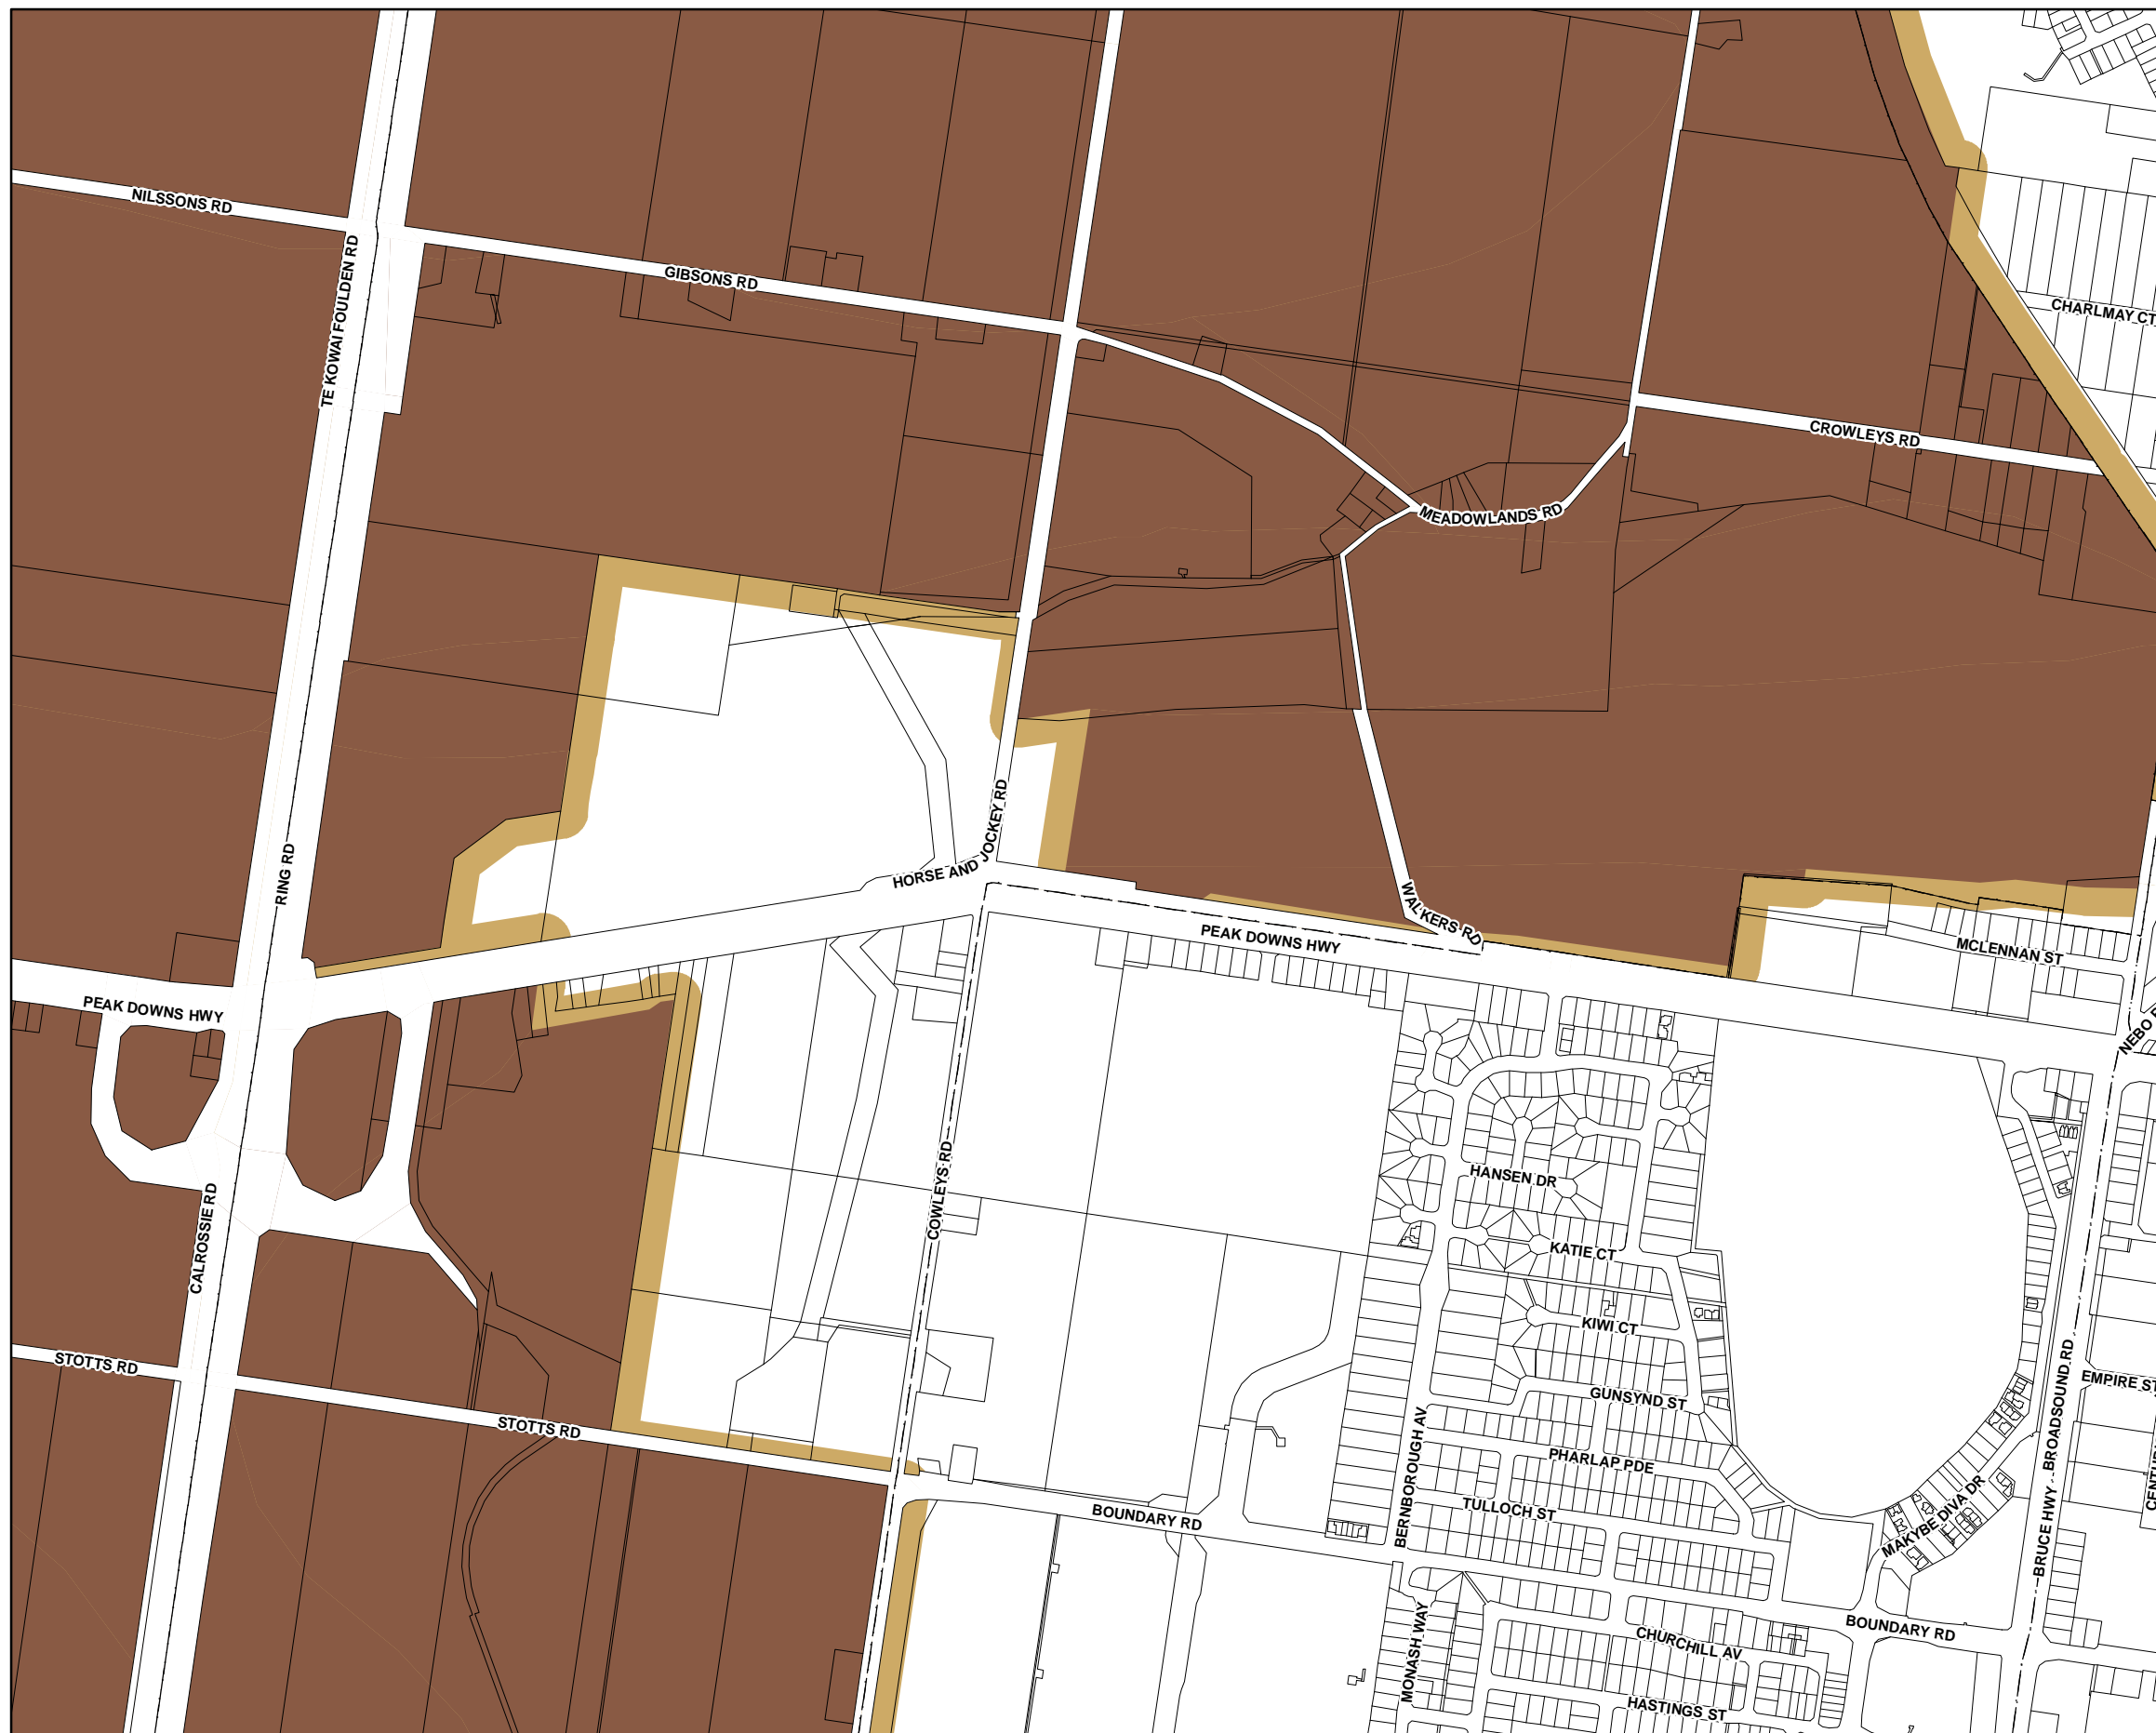 NILSSONS RD
TE KOWAI FOULDEN RD
GIBSONS RD
CHARLMAY CT
CROWLEYS RD
MEADOWLANDS RD
RING RD
HORSE AND JOCKEY RD
WALKERS RD
PEAK DOWNS HWY
MCLENNAN ST
PEAK DOWNS HWY
NEBO
COWLEYS RD
HANSEN DR
CALROSSIE RD
KATIE CT
KIWI CT
STOTTS RD
EMPIRE ST
GUNSYND ST
STOTTS RD
BERNBOROUGH AV
PHARLAP PDE
BRUCE HWY - BROADSOUND RD
TULLOCH ST
BOUNDARY RD
MAKYBE DIVA DR
MONASH WAY
BOUNDARY RD
CHURCHILL AV
HASTINGS ST